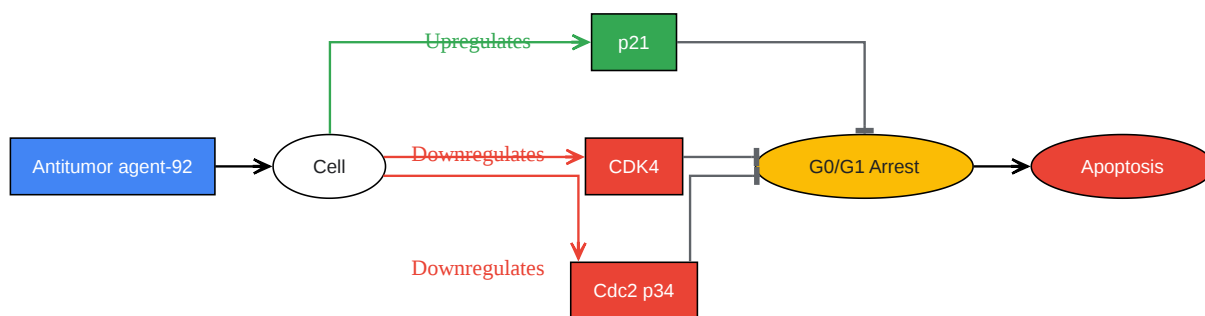 Upregulates
p21
Antitumor agent-92
Cell
Downregulates
CDK4
G0/G1 Arrest
Apoptosis
Downregulates
Cdc2 p34